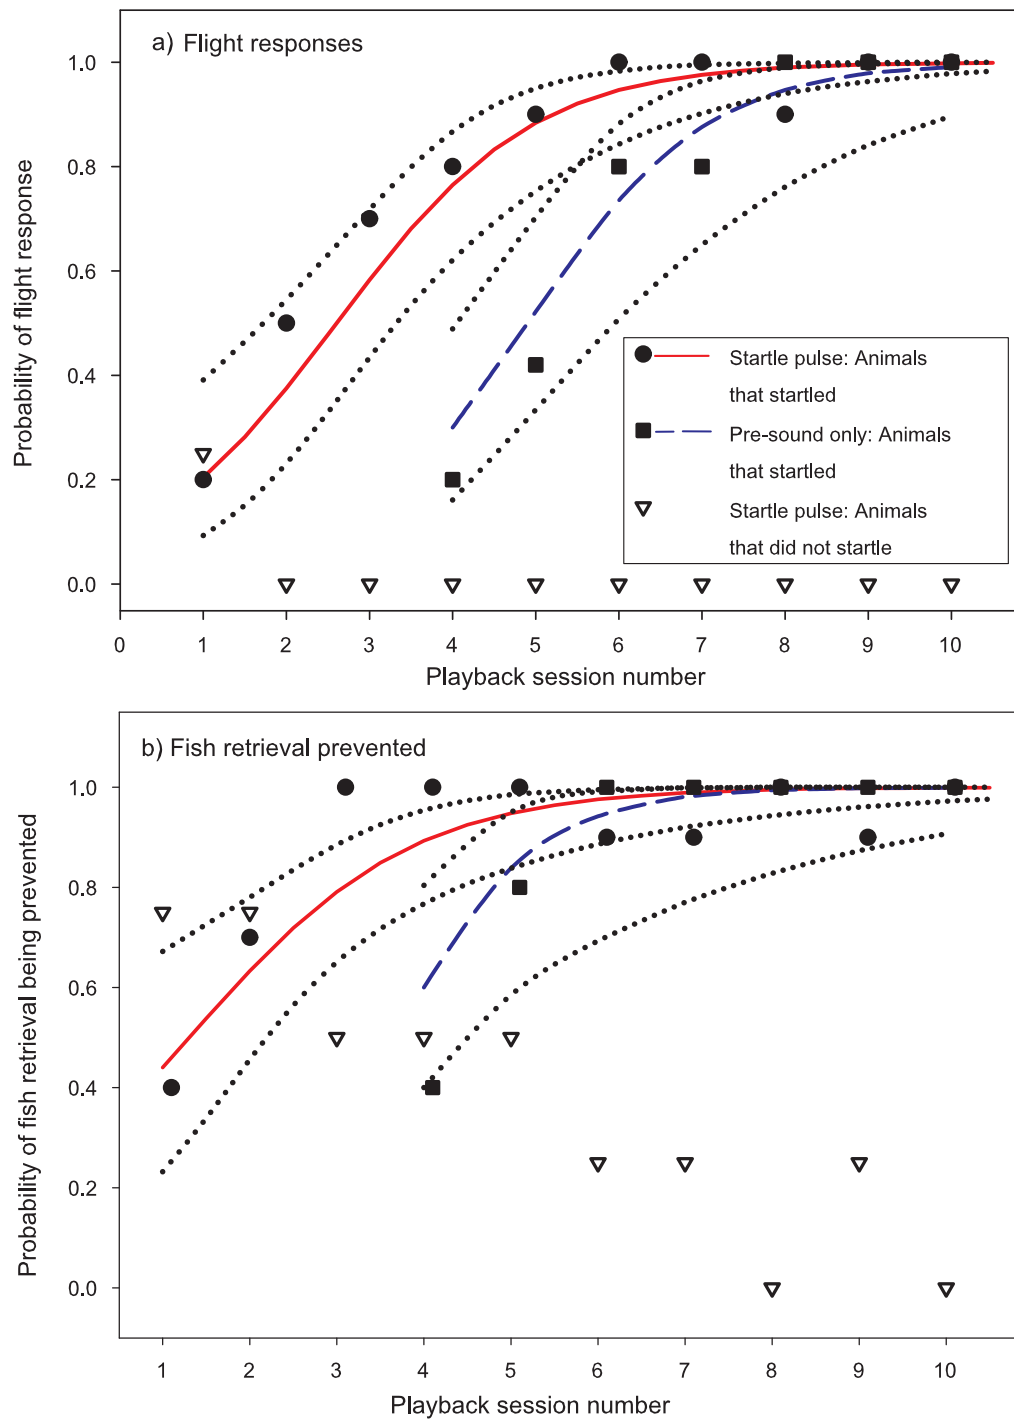 a) Flight responses
Probability of flight response
1.0
0.8
0.6
0.4
0.2
0.0
Startle pulse: Animals
that startled
Pre-sound only: Animals
that startled
Startle pulse: Animals
that did not startle
0 1 2 3 4 5 6 7 8 9 10
Playback session number
b) Fish retrieval prevented
Probability of fish retrieval being prevented
1.0
0.8
0.6
0.4
0.2
0.0
1 2 3 4 5 6 7 8 9 10
Playback session number